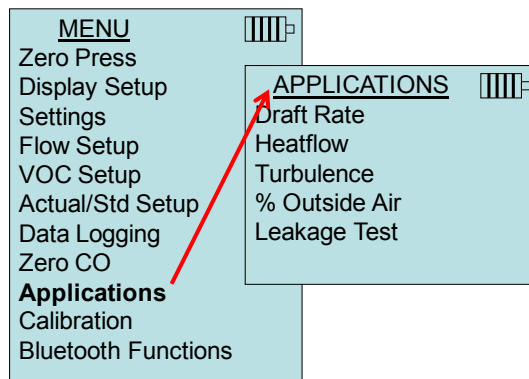 MENU
Zero Press
Display Setup
Settings
Flow Setup
VOC Setup
Actual/Std Setup
Data Logging
Zero CO
Applications
Calibration
Bluetooth Functions
APPLICATIONS
Draft Rate
Heatflow
Turbulence
% Outside Air
Leakage Test